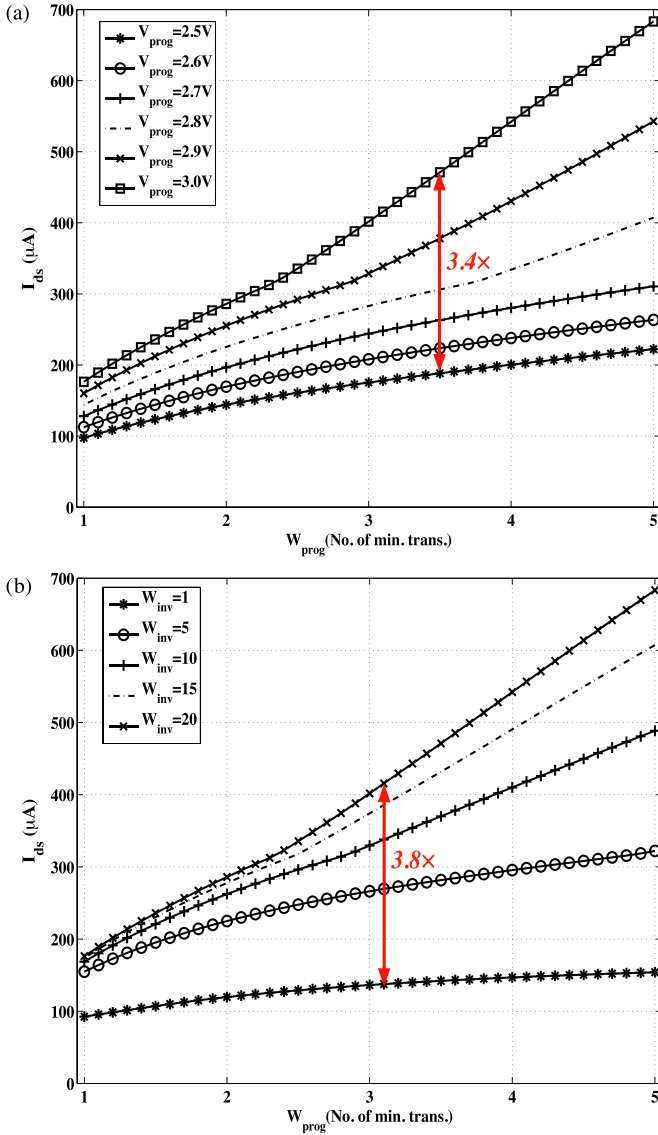 (a)
700
600
500
400
300
200
100
0
I_ds (μA)
V_prog=2.5V
V_prog=2.6V
V_prog=2.7V
V_prog=2.8V
V_prog=2.9V
V_prog=3.0V
3.4×
1 2 3 4 5
W_prog(No. of min. trans.)
(b)
700
600
500
400
300
200
100
0
I_ds (μA)
W_inv=1
W_inv=5
W_inv=10
W_inv=15
W_inv=20
3.8×
1 2 3 4 5
W_prog(No. of min. trans.)